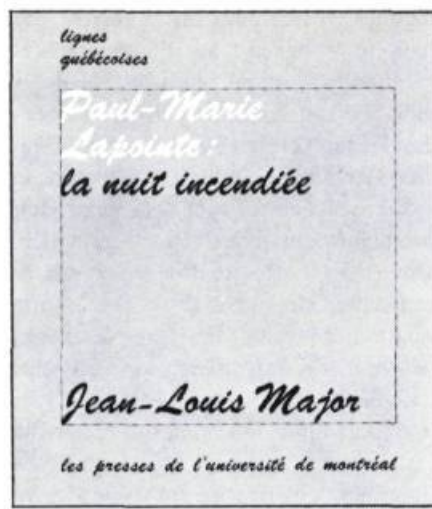 lignes
québécoises
Paul-Marie
Lapointe :
la nuit incendiée
Jean-Louis Major
les presses de l'université de montréal